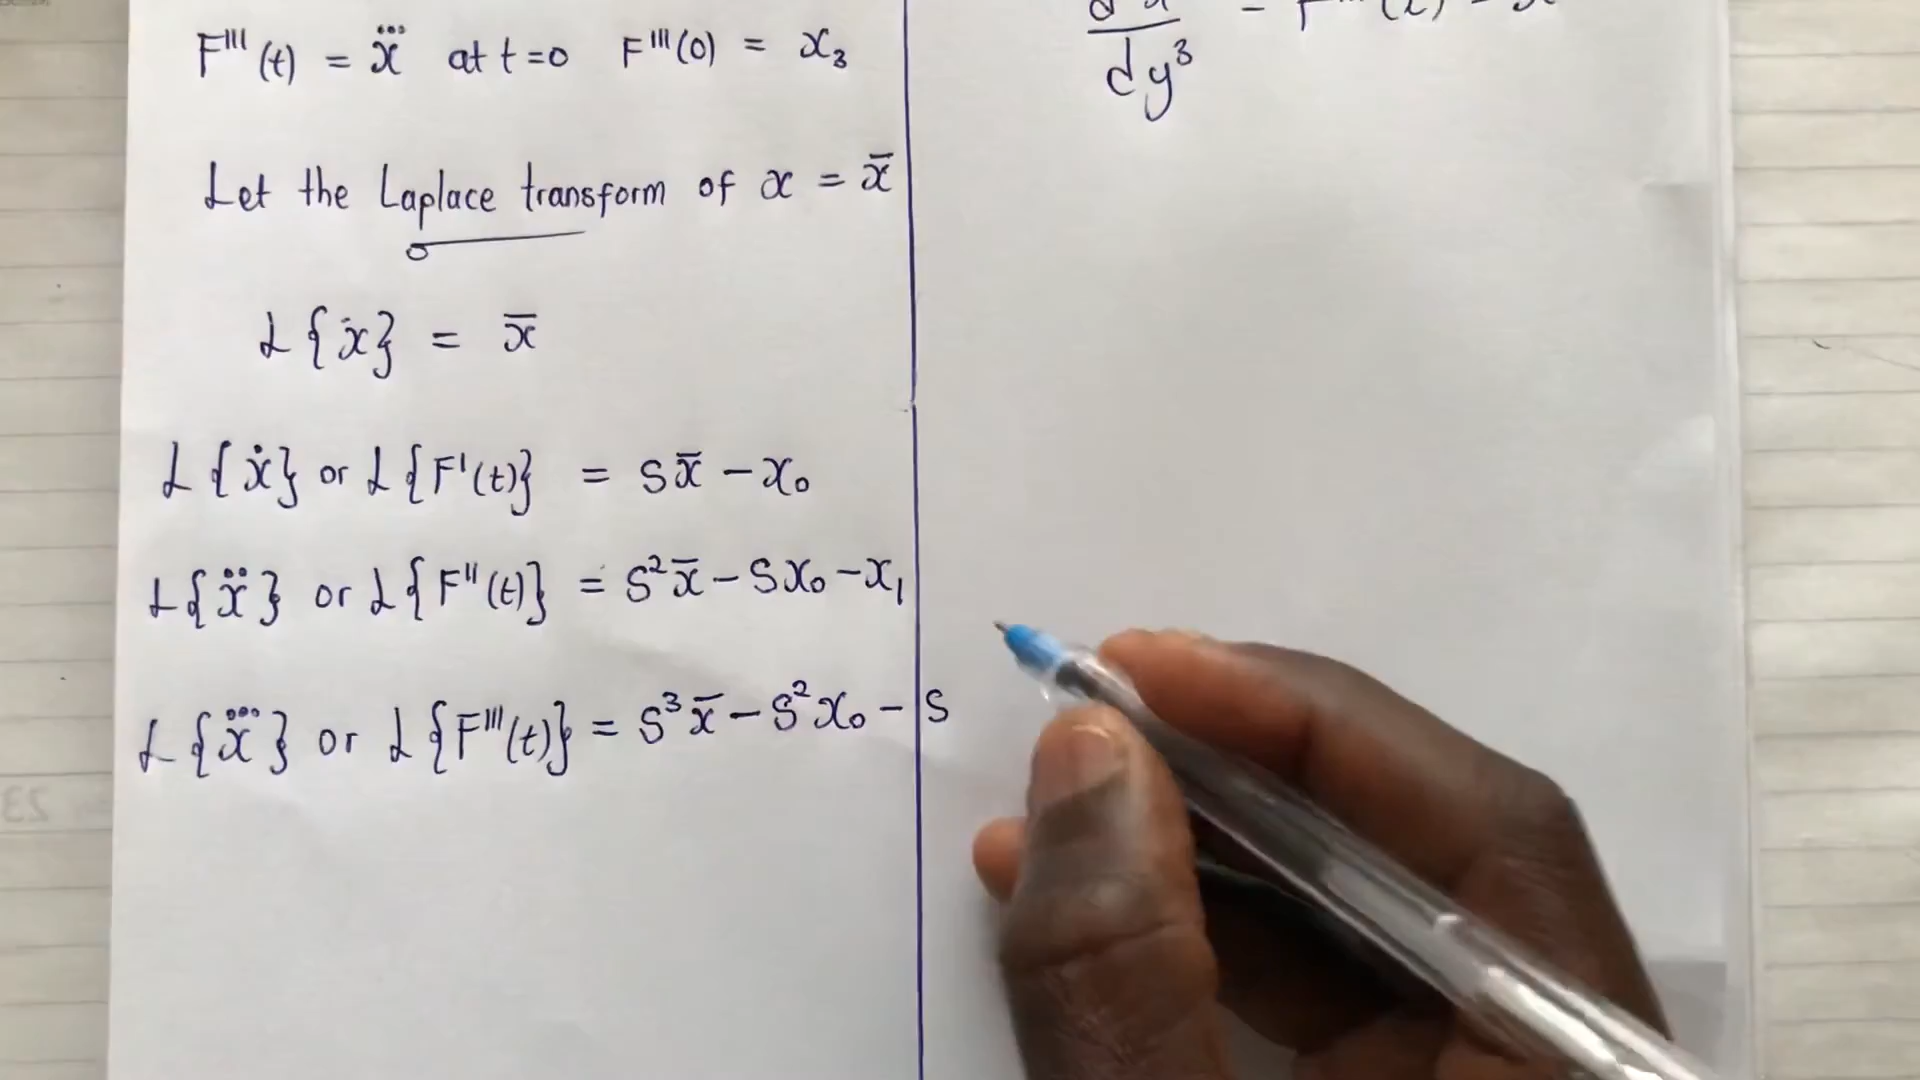 F'''(t) = x⃛ at t=0 F'''(0) = x₃
Let the Laplace transform of x = x̄
L{x} = x̄
L{ẋ} or L{F'(t)} = Sx̄ - x₀
L{ẍ} or L{F''(t)} = S²x̄ - Sx₀ - x₁
L{x⃛} or L{F'''(t)} = S³x̄ - S²x₀ - S
dy³